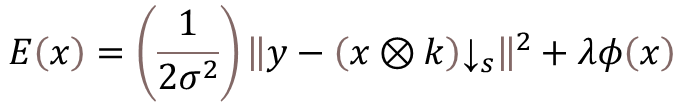 E(x) = (1/2σ²) ‖y − (x ⊗ k)↓ₛ‖² + λϕ(x)